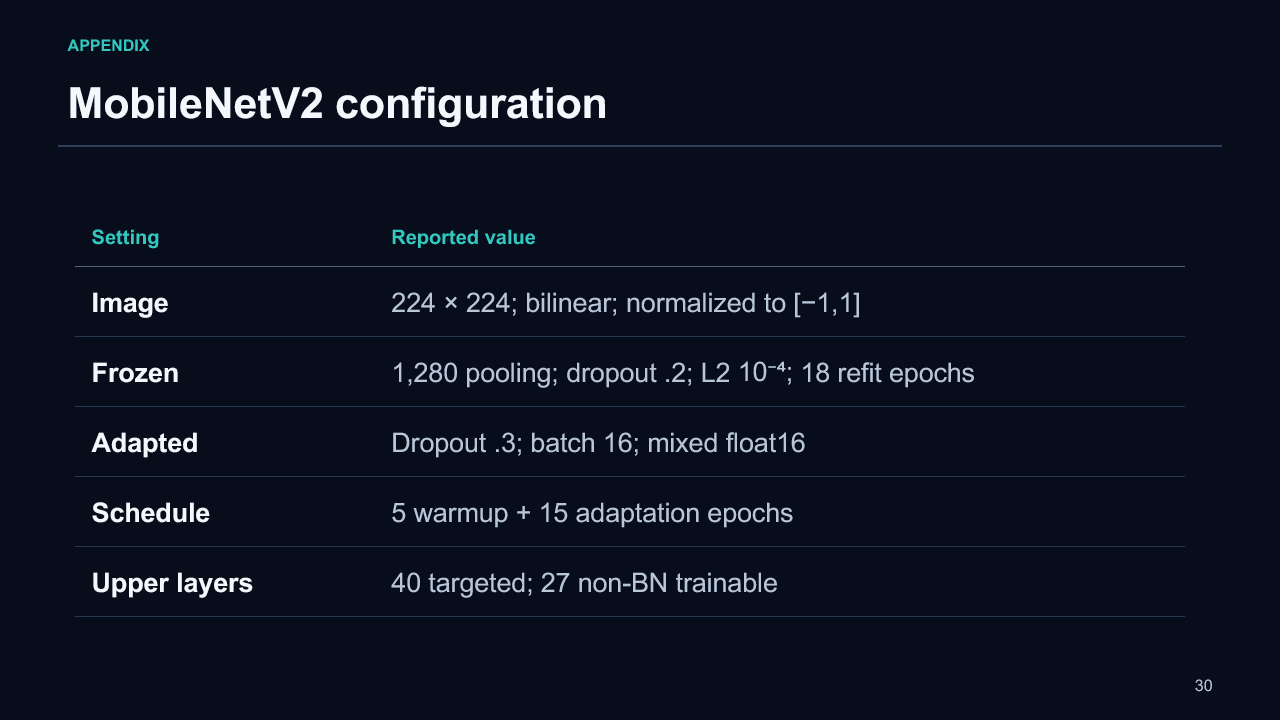 APPENDIX
MobileNetV2 configuration
Setting Reported value
Image 224 × 224; bilinear; normalized to [−1,1]
Frozen 1,280 pooling; dropout .2; L2 10⁻⁴; 18 refit epochs
Adapted Dropout .3; batch 16; mixed float16
Schedule 5 warmup + 15 adaptation epochs
Upper layers 40 targeted; 27 non-BN trainable
30